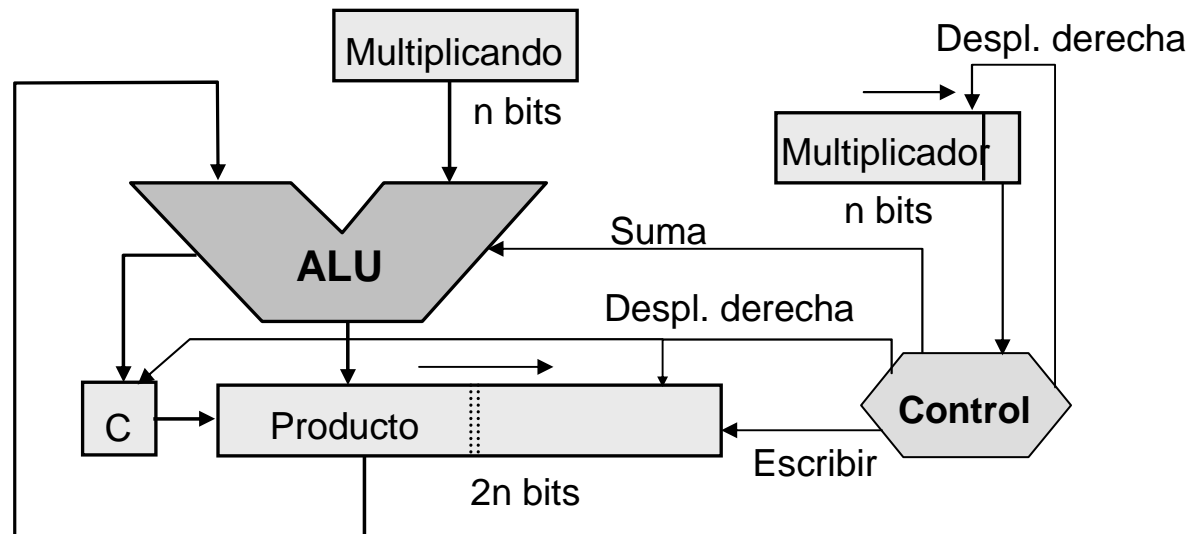 Multiplicando
Despl. derecha
n bits
Multiplicador
n bits
Suma
ALU
Despl. derecha
C
Producto
Control
Escribir
2n bits